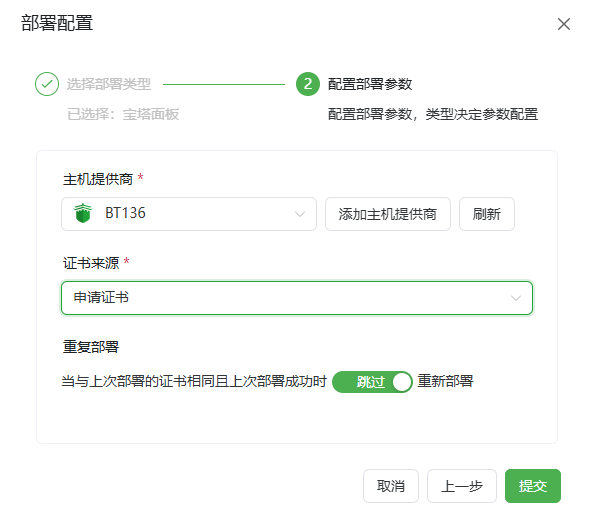 部署配置
选择部署类型
2 配置部署参数
已选择：宝塔面板
配置部署参数，类型决定参数配置
主机提供商 *
BT136
添加主机提供商
刷新
证书来源 *
申请证书
重复部署
当与上次部署的证书相同且上次部署成功时 跳过 重新部署
取消
上一步
提交